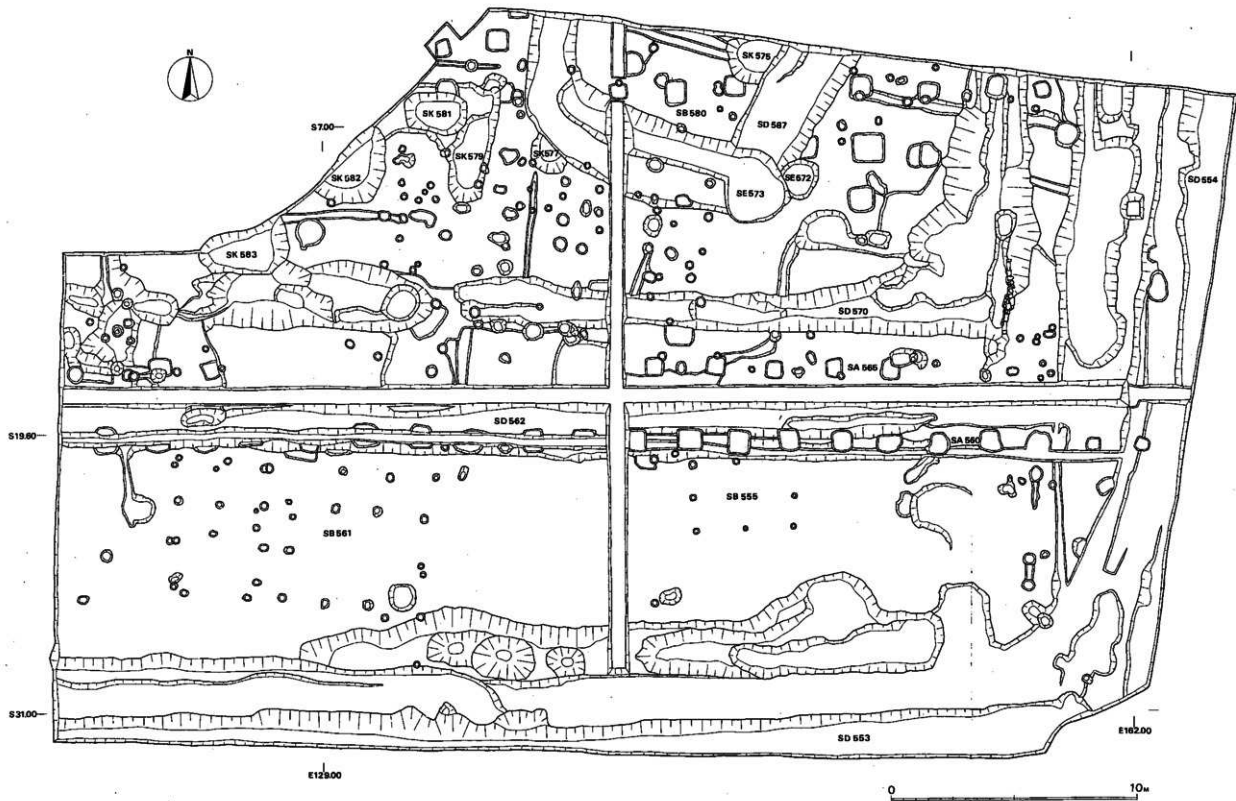 N
SK 575
SK 581
SB 580
S7.00
SD 587
SK 579
SK 577
SK 582
SE 572
SD 554
SE 573
SK 583
SD 570
SA 565
SD 562
S19.60
SA 560
SB 555
SB 561
S31.00
E162.00
SD 553
E129.00
0 10M